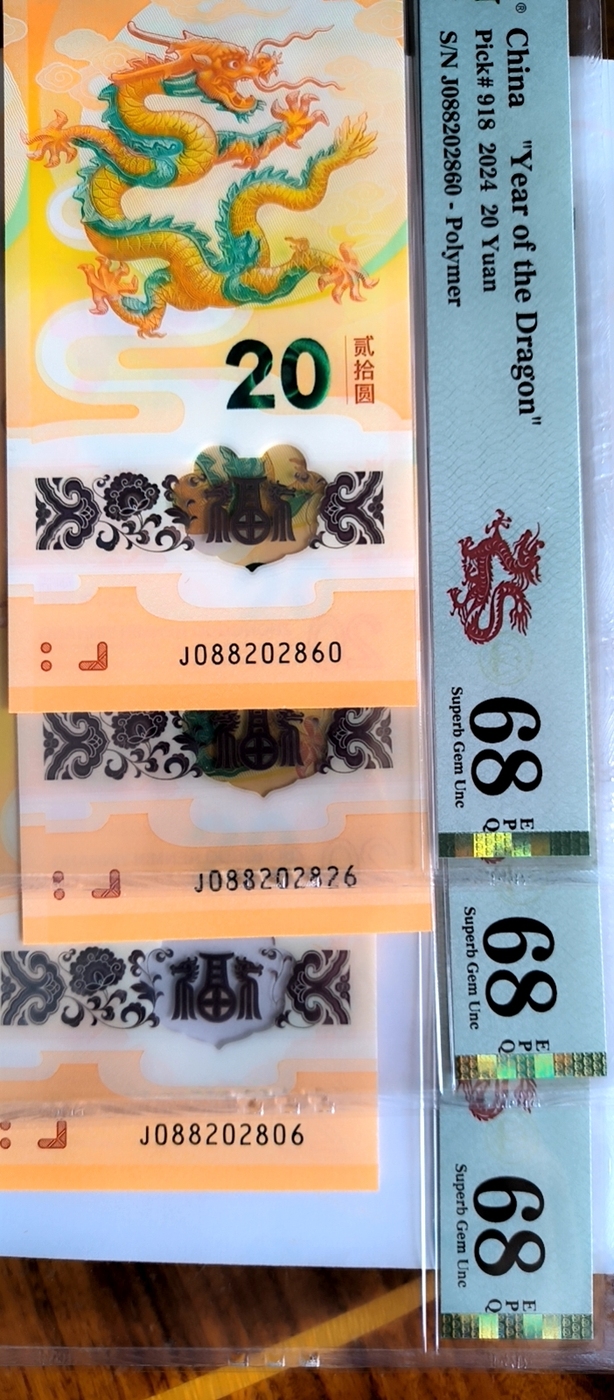 China "Year of the Dragon"
Pick# 918 2024 20 Yuan
S/N J088202860 - Polymer
20
贰拾圆
J088202860
68
EPQ
Superb Gem Unc
J088202826
68
EPQ
Superb Gem Unc
J088202806
68
EPQ
Superb Gem Unc